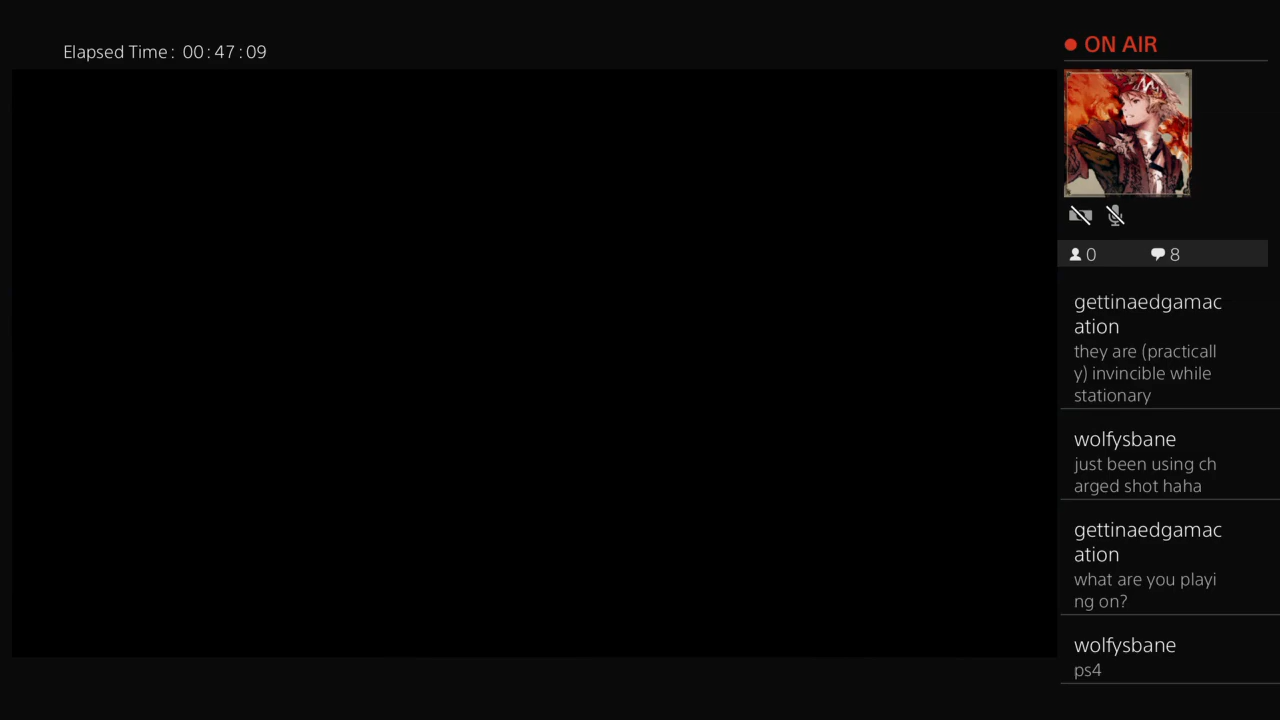 Elapsed Time: 00:47:09
ON AIR
0 8
gettinaedgamac
ation
they are (practicall
y) invincible while
stationary
wolfysbane
just been using ch
arged shot haha
gettinaedgamac
ation
what are you playi
ng on?
wolfysbane
ps4